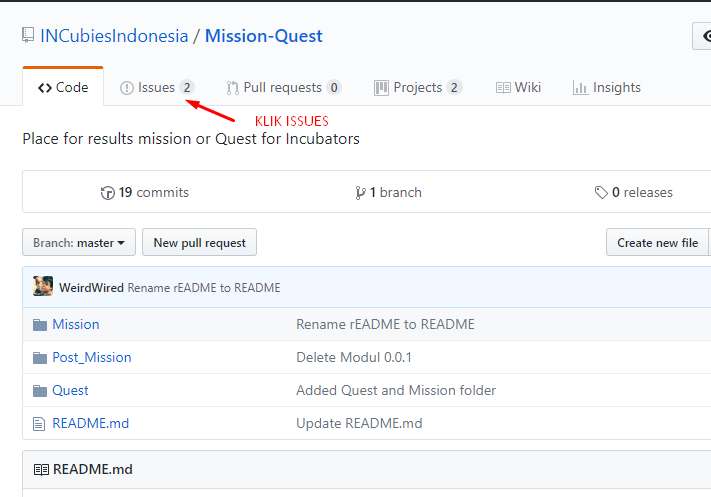 INCubiesIndonesia / Mission-Quest
Code Issues 2 Pull requests 0 Projects 2 Wiki Insights
KLIK ISSUES
Place for results mission or Quest for Incubators
19 commits 1 branch 0 releases
Branch: master New pull request Create new file
WeirdWired Rename rEADME to README
Mission Rename rEADME to README
Post_Mission Delete Modul 0.0.1
Quest Added Quest and Mission folder
README.md Update README.md
README.md